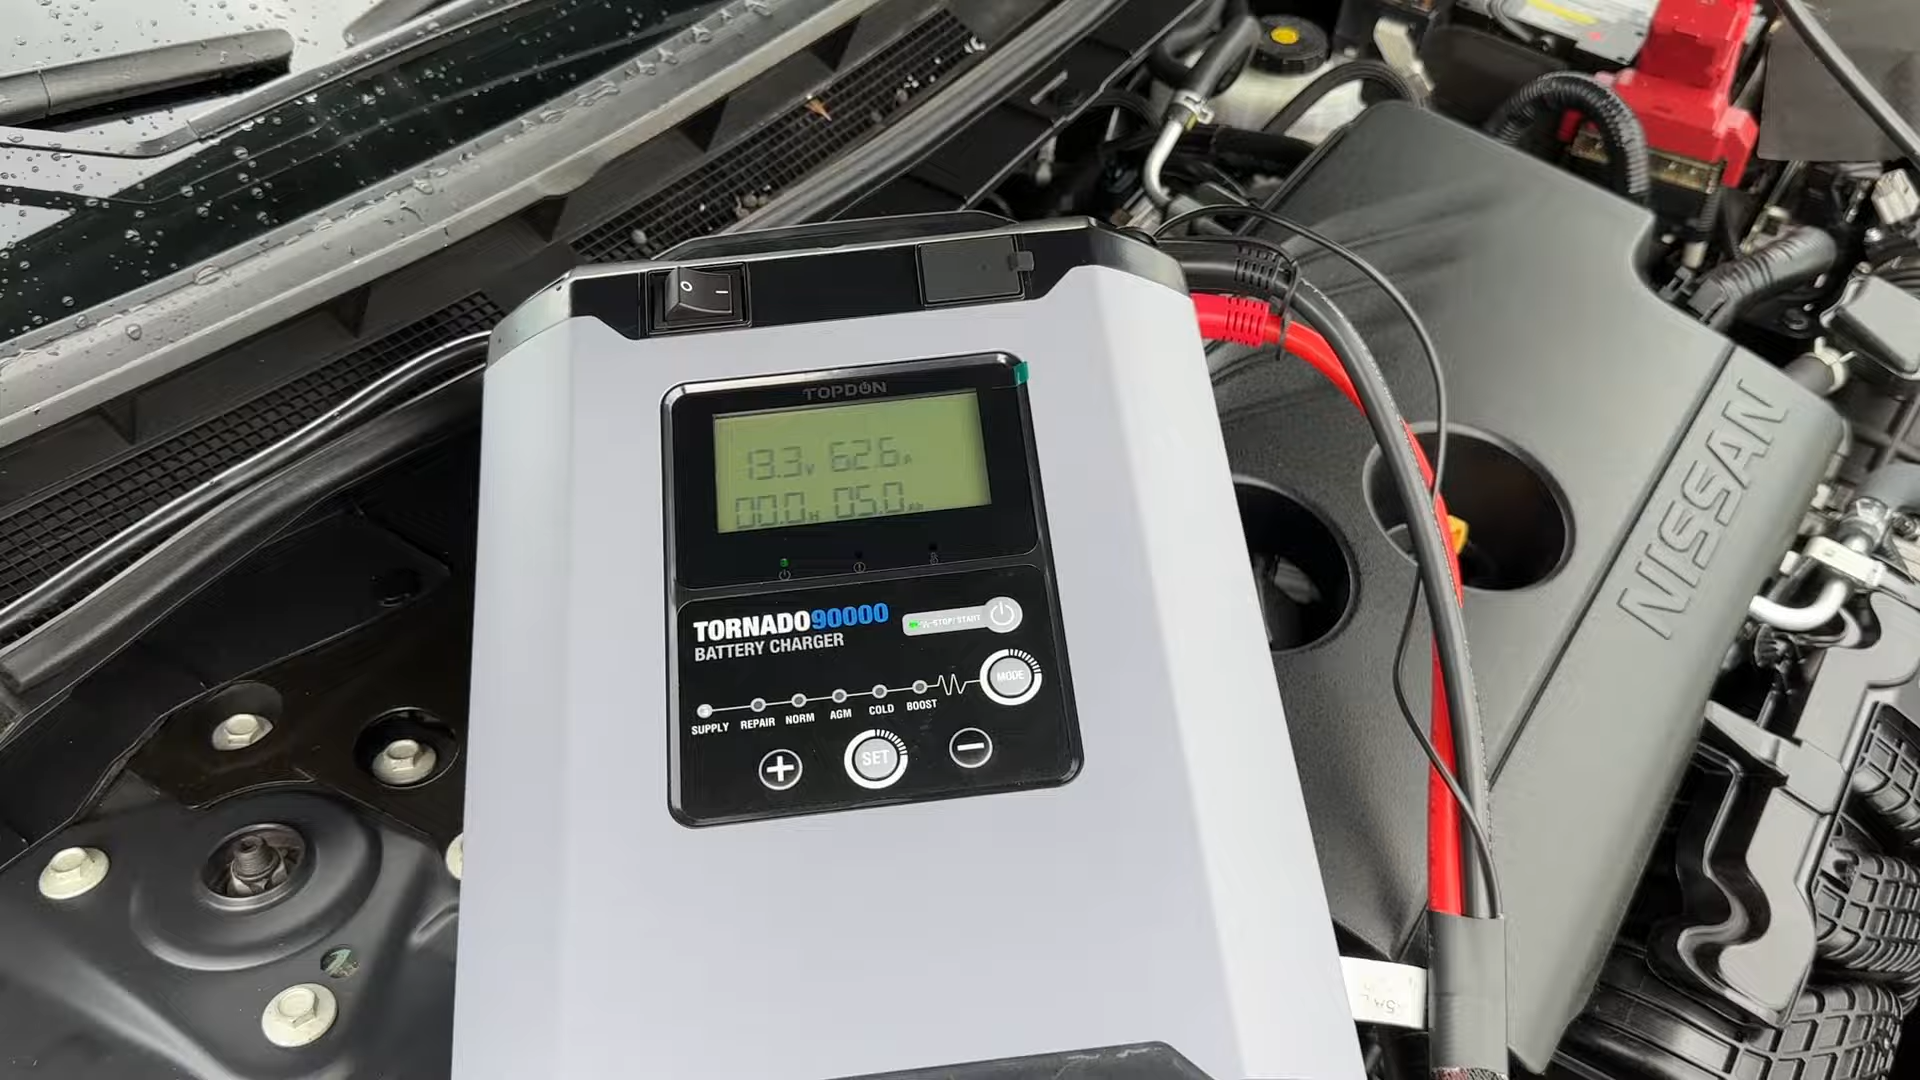 TOPDON
13.3V 62.6A
00.0H 05.0Ah
TORNADO90000
BATTERY CHARGER
STOP/START
MODE
SUPPLY REPAIR NORM AGM COLD BOOST
+ SET −
NISSAN